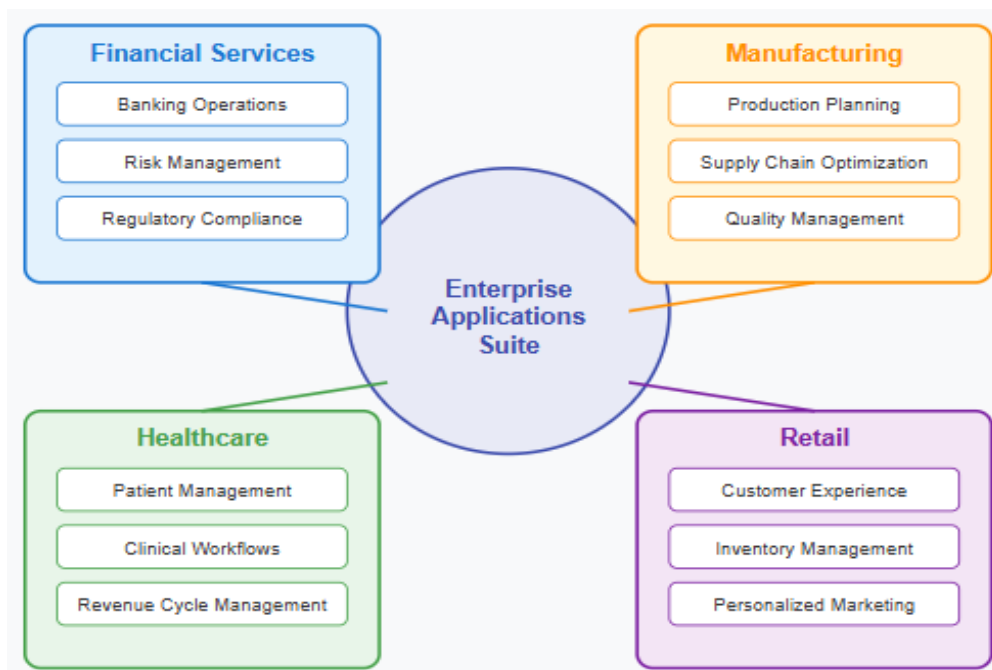 Financial Services
Banking Operations
Risk Management
Regulatory Compliance
Manufacturing
Production Planning
Supply Chain Optimization
Quality Management
Enterprise
Applications
Suite
Healthcare
Patient Management
Clinical Workflows
Revenue Cycle Management
Retail
Customer Experience
Inventory Management
Personalized Marketing